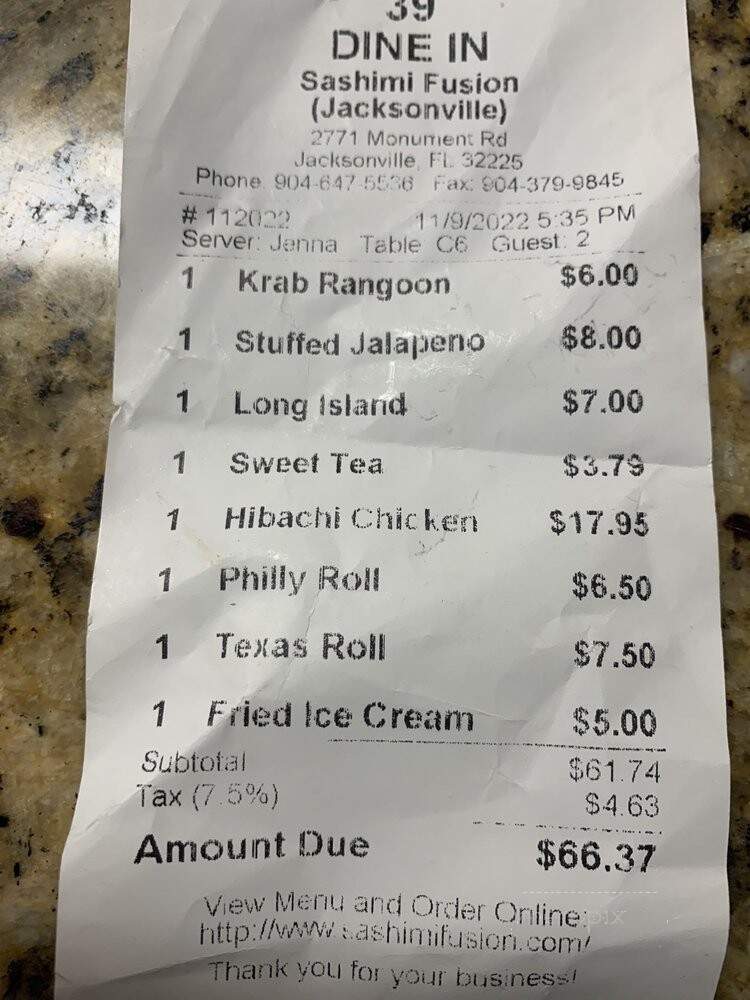 39
DINE IN
Sashimi Fusion
(Jacksonville)
2771 Monument Rd
Jacksonville, FL 32225
Phone 904-647-5536 Fax: 904-379-9845
# 112022 11/9/2022 5:35 PM
Server: Jenna Table C6 Guest: 2
1 Krab Rangoon $6.00
1 Stuffed Jalapeno $8.00
1 Long Island $7.00
1 Sweet Tea $3.79
1 Hibachi Chicken $17.95
1 Philly Roll $6.50
1 Texas Roll $7.50
1 Fried Ice Cream $5.00
Subtotal $61.74
Tax (7.5%) $4.63
Amount Due $66.37
View Menu and Order Online:
http://www.sashimifusion.com/
Thank you for your business!